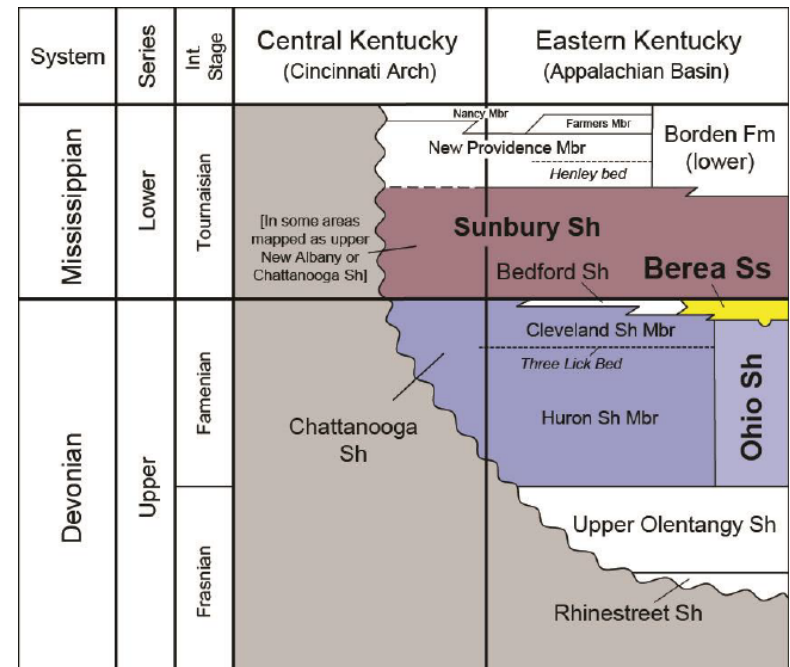 System
Series
Int.
Stage
Central Kentucky
(Cincinnati Arch)
Eastern Kentucky
(Appalachian Basin)
Mississippian
Lower
Tournaisian
Nancy Mbr
Farmers Mbr
New Providence Mbr
Henley bed
Borden Fm
(lower)
[In some areas
mapped as upper
New Albany or
Chattanooga Sh]
Sunbury Sh
Bedford Sh
Berea Ss
Devonian
Upper
Famenian
Frasnian
Cleveland Sh Mbr
Three Lick Bed
Huron Sh Mbr
Ohio Sh
Chattanooga
Sh
Upper Olentangy Sh
Rhinestreet Sh